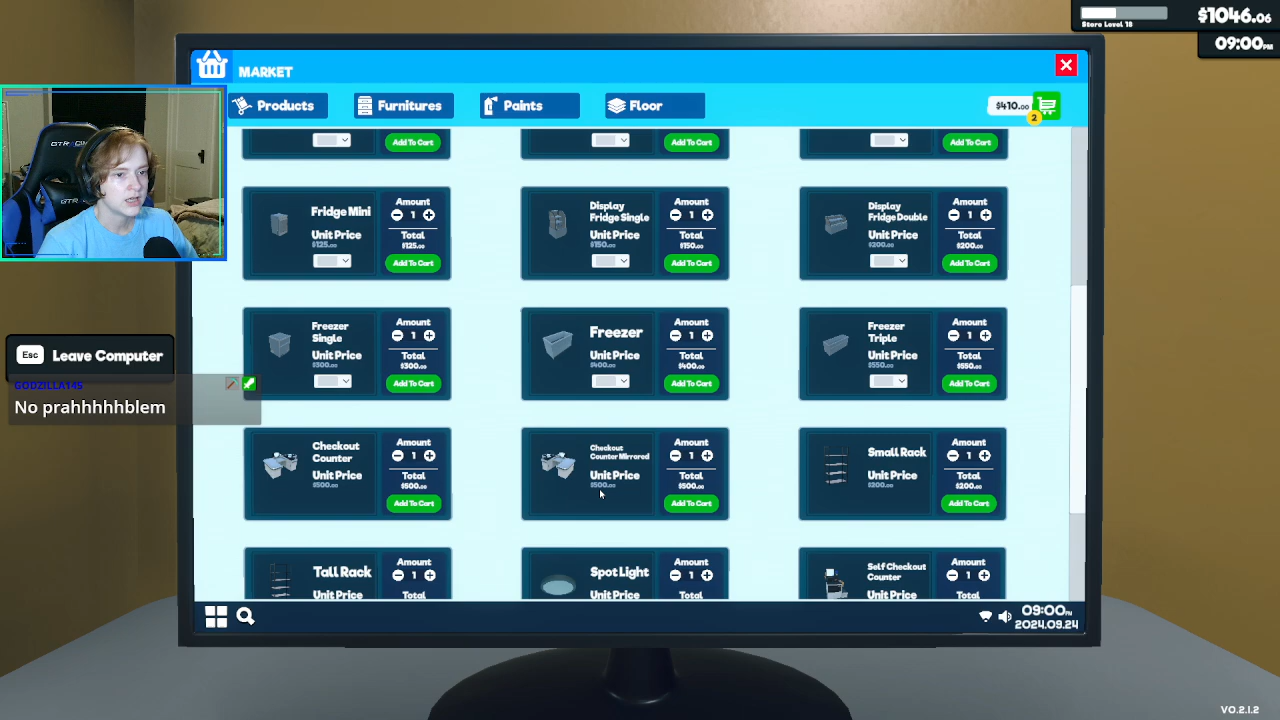 $1046.06
Store Level 18
09:00PM
MARKET
Products
Furnitures
Paints
Floor
$410.00
2
Add To Cart
Add To Cart
Add To Cart
Fridge Mini
Unit Price
$125.00
Amount
1
Total
$125.00
Add To Cart
Display
Fridge Single
Unit Price
$150.00
Amount
1
Total
$150.00
Add To Cart
Display
Fridge Double
Unit Price
$200.00
Amount
1
Total
$200.00
Add To Cart
Freezer
Single
Unit Price
$300.00
Amount
1
Total
$300.00
Add To Cart
Freezer
Unit Price
$400.00
Amount
1
Total
$400.00
Add To Cart
Freezer
Triple
Unit Price
$550.00
Amount
1
Total
$550.00
Add To Cart
Esc Leave Computer
GODZILLA145
No prahhhhhblem
Checkout
Counter
Unit Price
$500.00
Amount
1
Total
$500.00
Add To Cart
Checkout
Counter Mirrored
Unit Price
$500.00
Amount
1
Total
$500.00
Add To Cart
Small Rack
Unit Price
$200.00
Amount
1
Total
$200.00
Add To Cart
Tall Rack
Unit Price
Amount
1
Total
Spot Light
Unit Price
Amount
1
Total
Self Checkout
Counter
Unit Price
Amount
1
Total
09:00PM
2024.09.24
V0.2.1.2